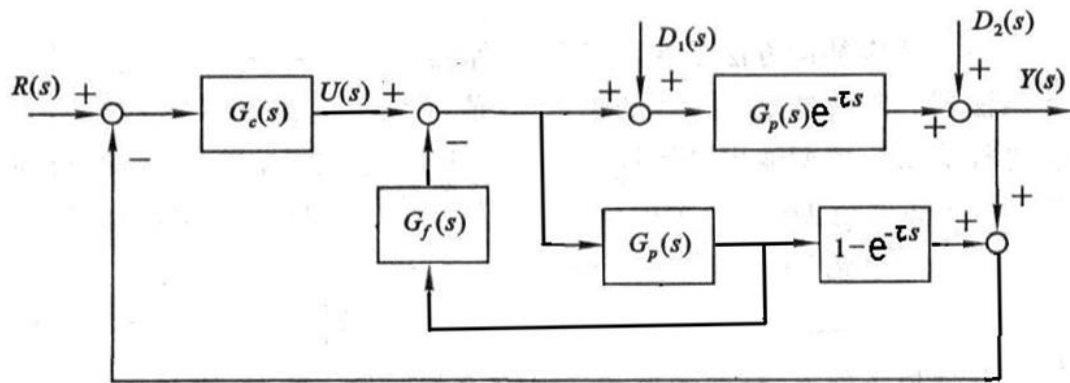 D₁(s)
D₂(s)
R(s) + G_c(s) U(s) + + + G_p(s)e^{-τs} + Y(s)
+
− − +
G_f(s) G_p(s) 1−e^{-τs} +